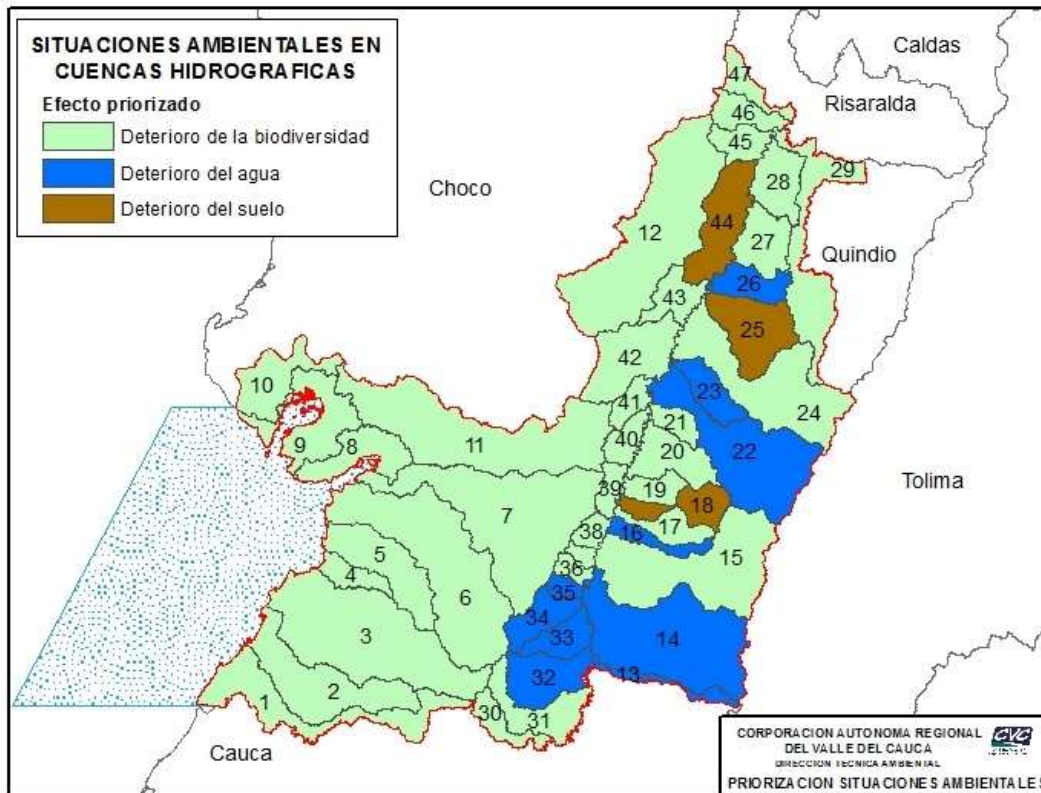 SITUACIONES AMBIENTALES EN
CUENCAS HIDROGRAFICAS
Efecto priorizado
Deterioro de la biodiversidad
Deterioro del agua
Deterioro del suelo
Caldas
Risaralda
Choco
Quindio
Tolima
Cauca
47
46
45
29
28
44
12
27
26
43
25
42
10
23
41
24
21
9
8
11
40
20
22
39
19
18
7
38
16
17
5
15
36
4
35
6
34
3
33
14
32
13
2
1
30
31
CORPORACION AUTONOMA REGIONAL
DEL VALLE DEL CAUCA
DIRECCION TECNICA AMBIENTAL
CVC
PRIORIZACION SITUACIONES AMBIENTALES